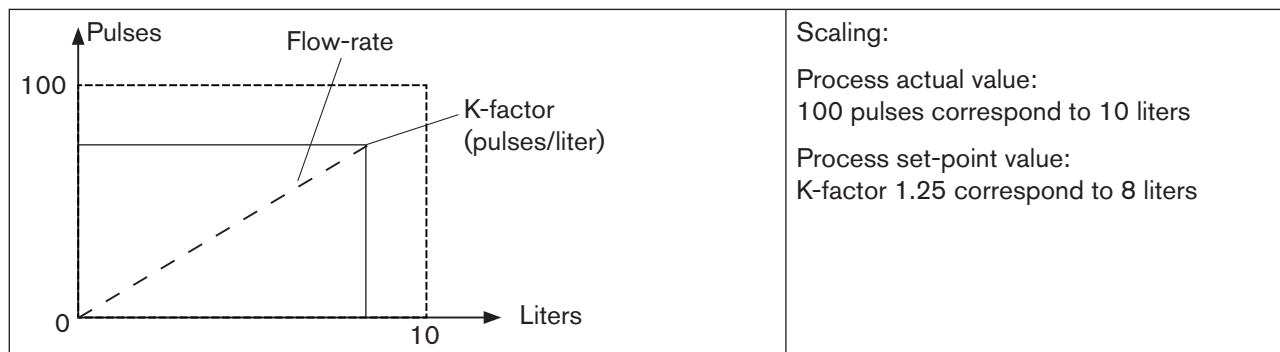 Pulses
Flow-rate
100
K-factor
(pulses/liter)
0
10
Liters
Scaling:
Process actual value:
100 pulses correspond to 10 liters
Process set-point value:
K-factor 1.25 correspond to 8 liters